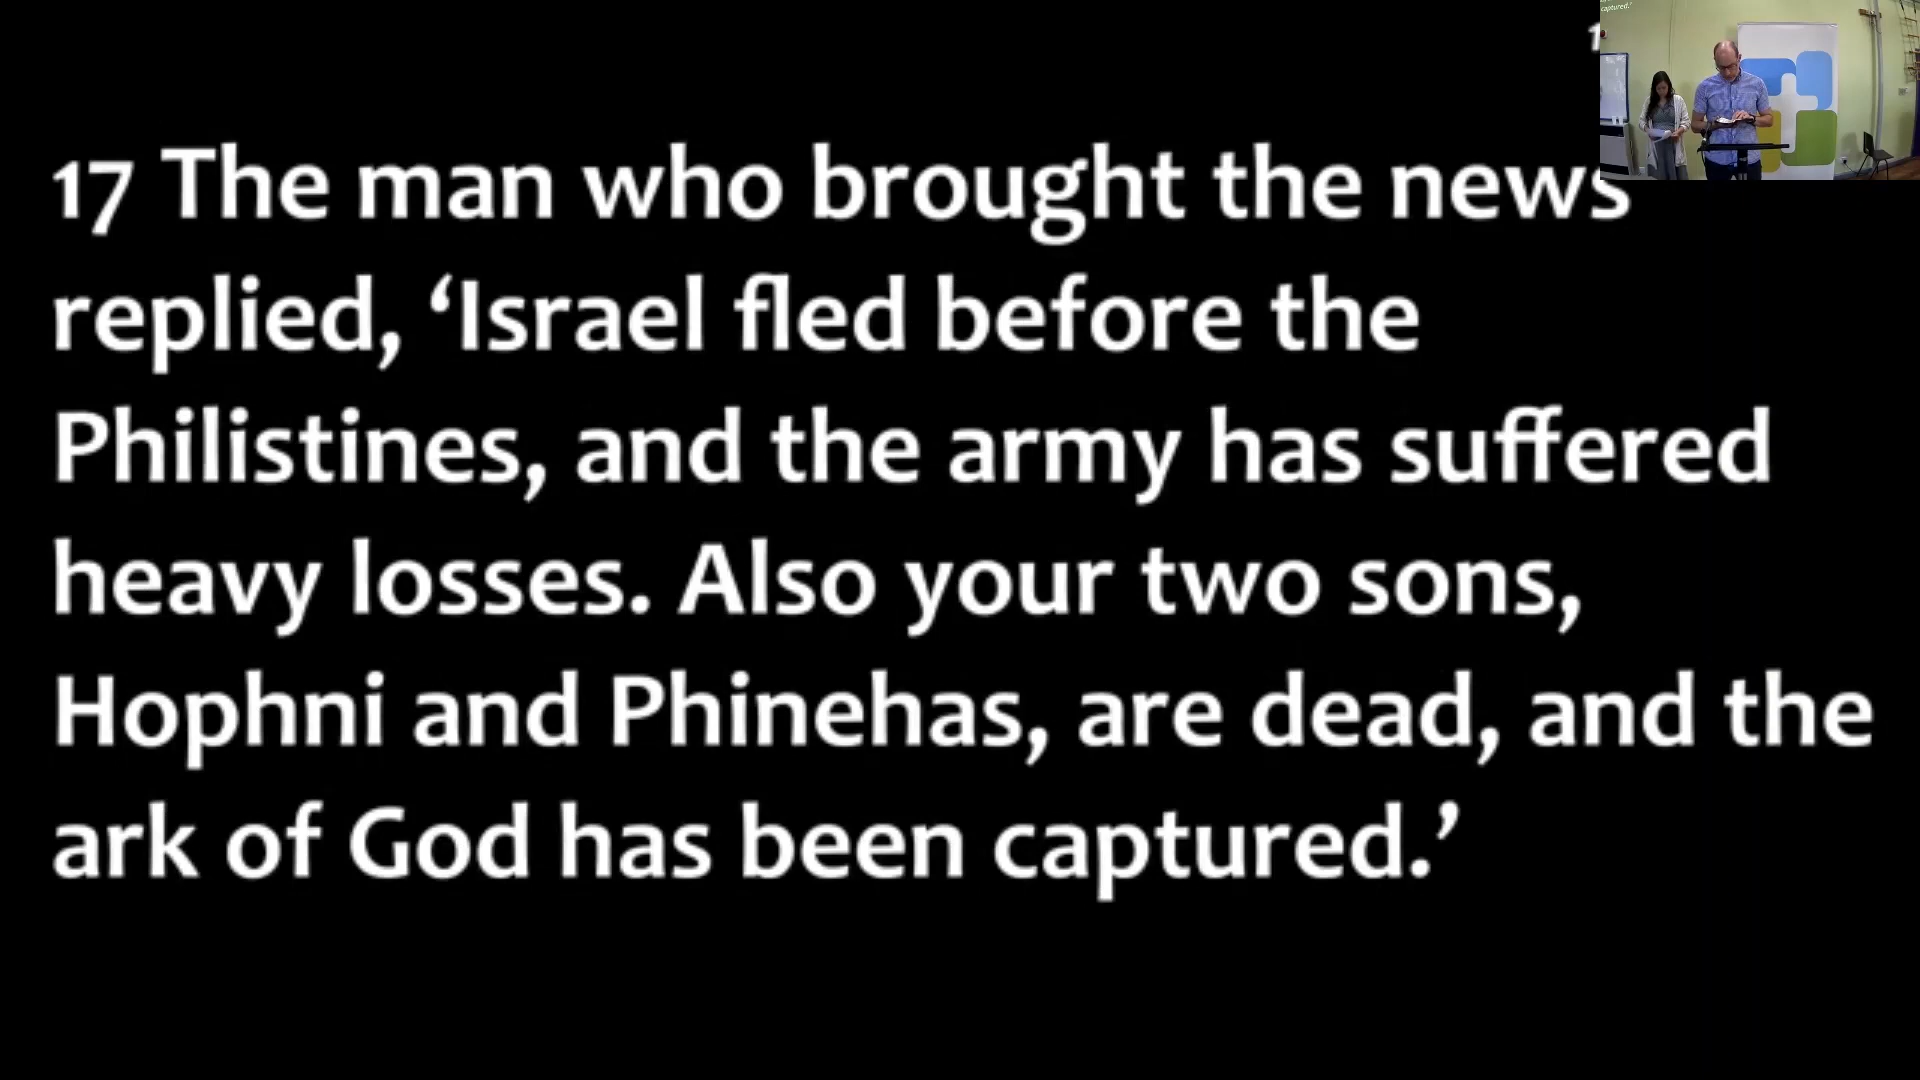 17 The man who brought the news
replied, ‘Israel fled before the
Philistines, and the army has suffered
heavy losses. Also your two sons,
Hophni and Phinehas, are dead, and the
ark of God has been captured.’
captured.’